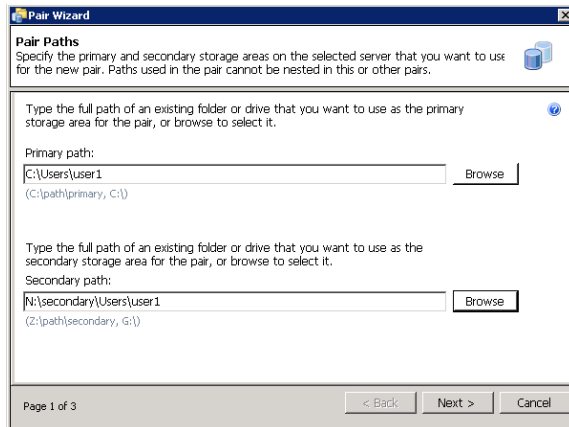 Pair Wizard
Pair Paths
Specify the primary and secondary storage areas on the selected server that you want to use
for the new pair. Paths used in the pair cannot be nested in this or other pairs.
Type the full path of an existing folder or drive that you want to use as the primary
storage area for the pair, or browse to select it.
Primary path:
C:\Users\user1
Browse
(C:\path\primary, C:\)
Type the full path of an existing folder or drive that you want to use as the
secondary storage area for the pair, or browse to select it.
Secondary path:
N:\secondary\Users\user1
Browse
(Z:\path\secondary, G:\)
Page 1 of 3
< Back
Next >
Cancel